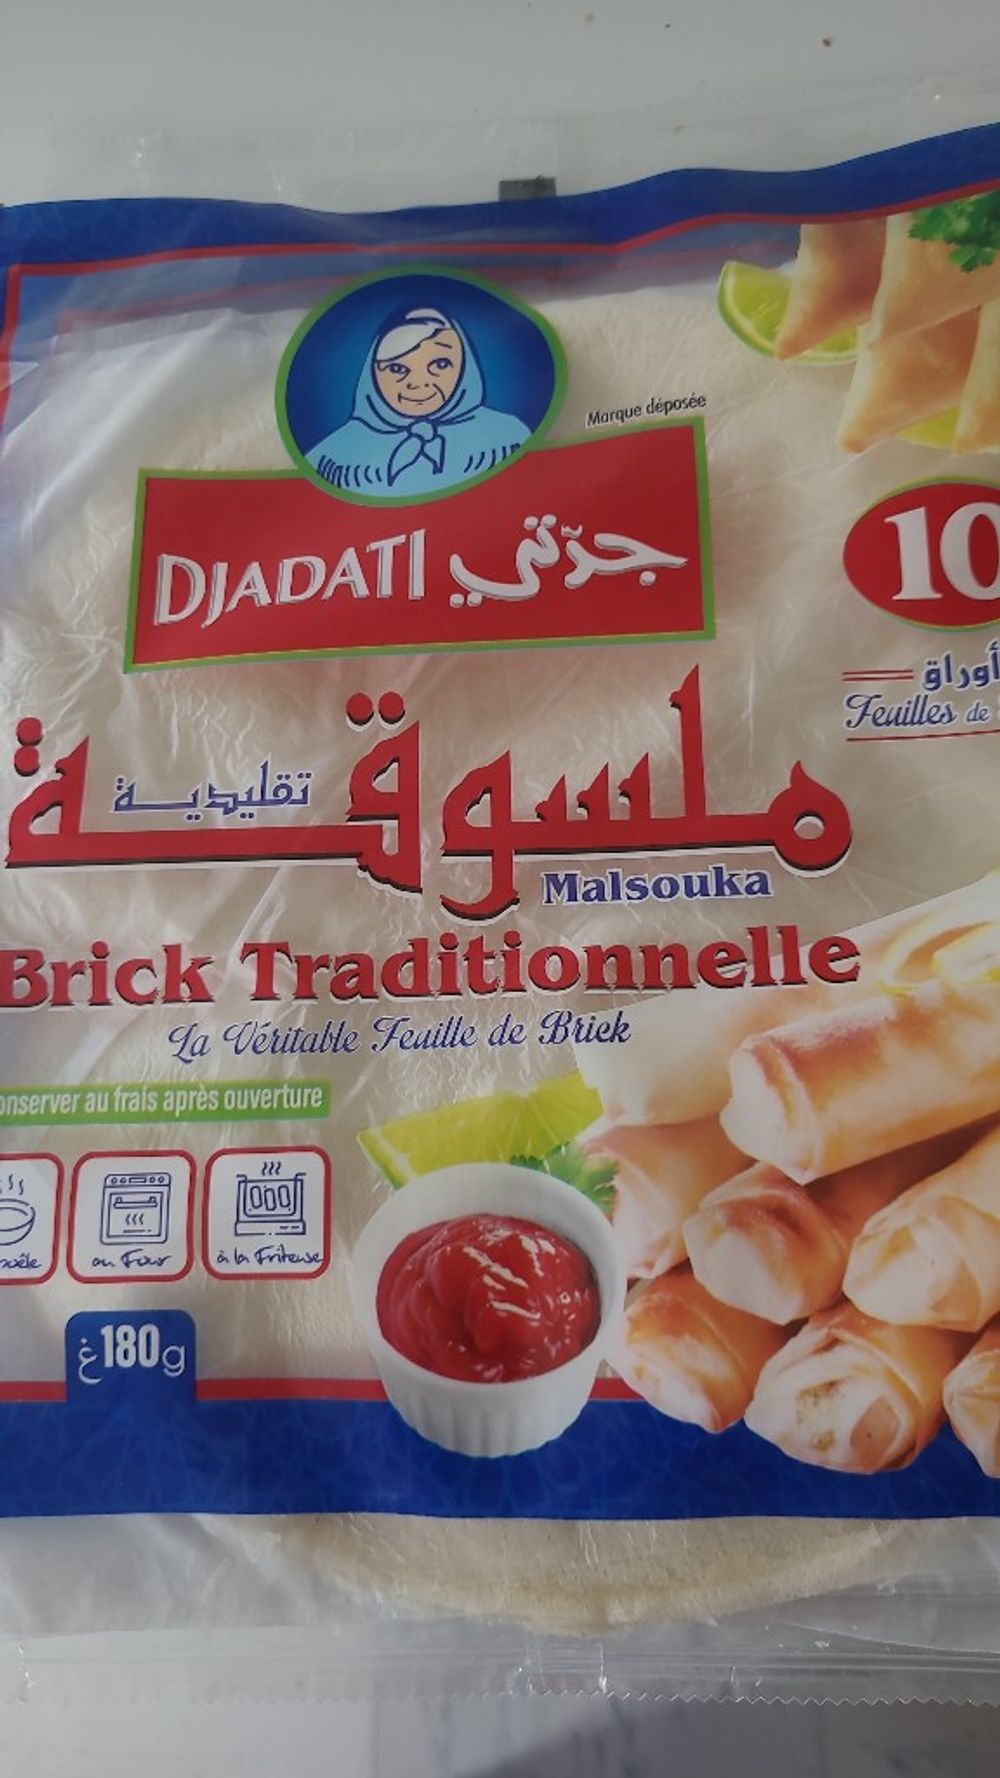 Marque déposée
DJADATI جدّتي
10
أوراق
Feuilles de
ملسوقة
تقليدية
Malsouka
Brick Traditionnelle
La Véritable Feuille de Brick
onserver au frais après ouverture
poêle
au Four
à la Friteuse
180g غ